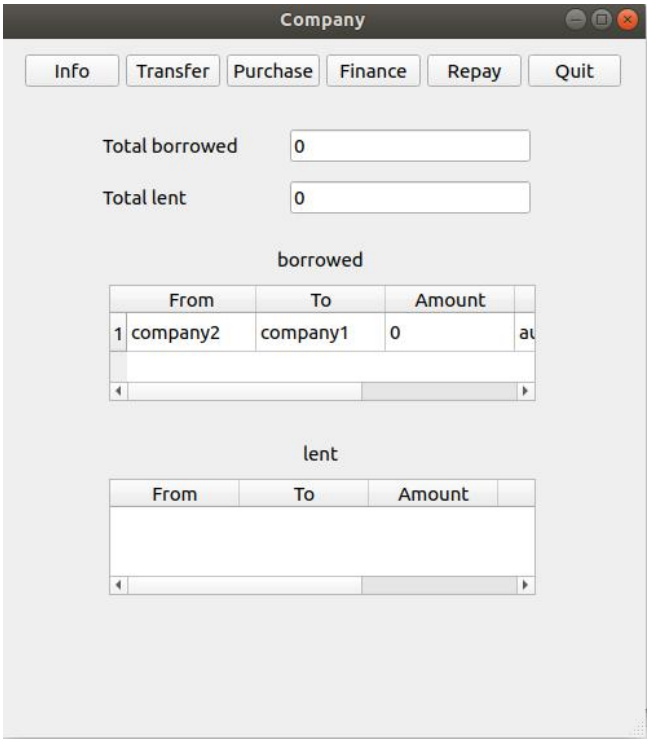 Company
Info Transfer Purchase Finance Repay Quit
Total borrowed 0
Total lent 0
borrowed
From To Amount
1 company2 company1 0
lent
From To Amount